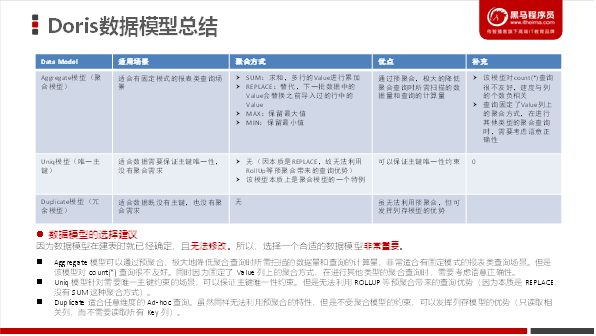 Doris数据模型总结
黑马程序员
www.itheima.com
传智播客旗下高端IT教育品牌
Data Model 适用场景 聚合方式 优点 补充
Aggregate模型（聚合模型）
适合有固定模式的报表类查询场景
SUM：求和，多行的Value进行累加
REPLACE：替代，下一批数据中的
Value会替换之前导入过的行中的
Value
MAX：保留最大值
MIN：保留最小值
通过预聚合，极大的降低
聚合查询时所需扫描的数
据量和查询的计算量
该模型对count(*)查询
很不友好，速度与列
的个数负相关
查询固定了Value列上
的聚合方式，在进行
其他类型的聚合查询
时，需要考虑语意正
确性
Uniq模型（唯一主
键）
适合数据需要保证主键唯一性，
没有聚合需求
无（因本质是REPLACE，故无法利用
RollUp等预聚合带来的查询优势）
该模型本质上是聚合模型的一个特例
可以保证主键唯一性约束
0
Duplicate模型（冗
余模型）
适合数据既没有主键，也没有聚
合需求
无
虽无法利用预聚合，但可
发挥列存模型的优势
数据模型的选择建议
因为数据模型在建表时就已经确定，且无法修改。所以，选择一个合适的数据模型非常重要。
Aggregate 模型可以通过预聚合，极大地降低聚合查询时所需扫描的数据量和查询的计算量，非常适合有固定模式的报表类查询场景。但是
该模型对 count(*) 查询很不友好。同时因为固定了 Value 列上的聚合方式，在进行其他类型的聚合查询时，需要考虑语意正确性。
Uniq 模型针对需要唯一主键约束的场景，可以保证主键唯一性约束。但是无法利用 ROLLUP 等预聚合带来的查询优势（因为本质是 REPLACE，
没有 SUM 这种聚合方式）。
Duplicate 适合任意维度的 Ad-hoc 查询。虽然同样无法利用预聚合的特性，但是不受聚合模型的约束，可以发挥列存模型的优势（只读取相
关列，而不需要读取所有 Key 列）。